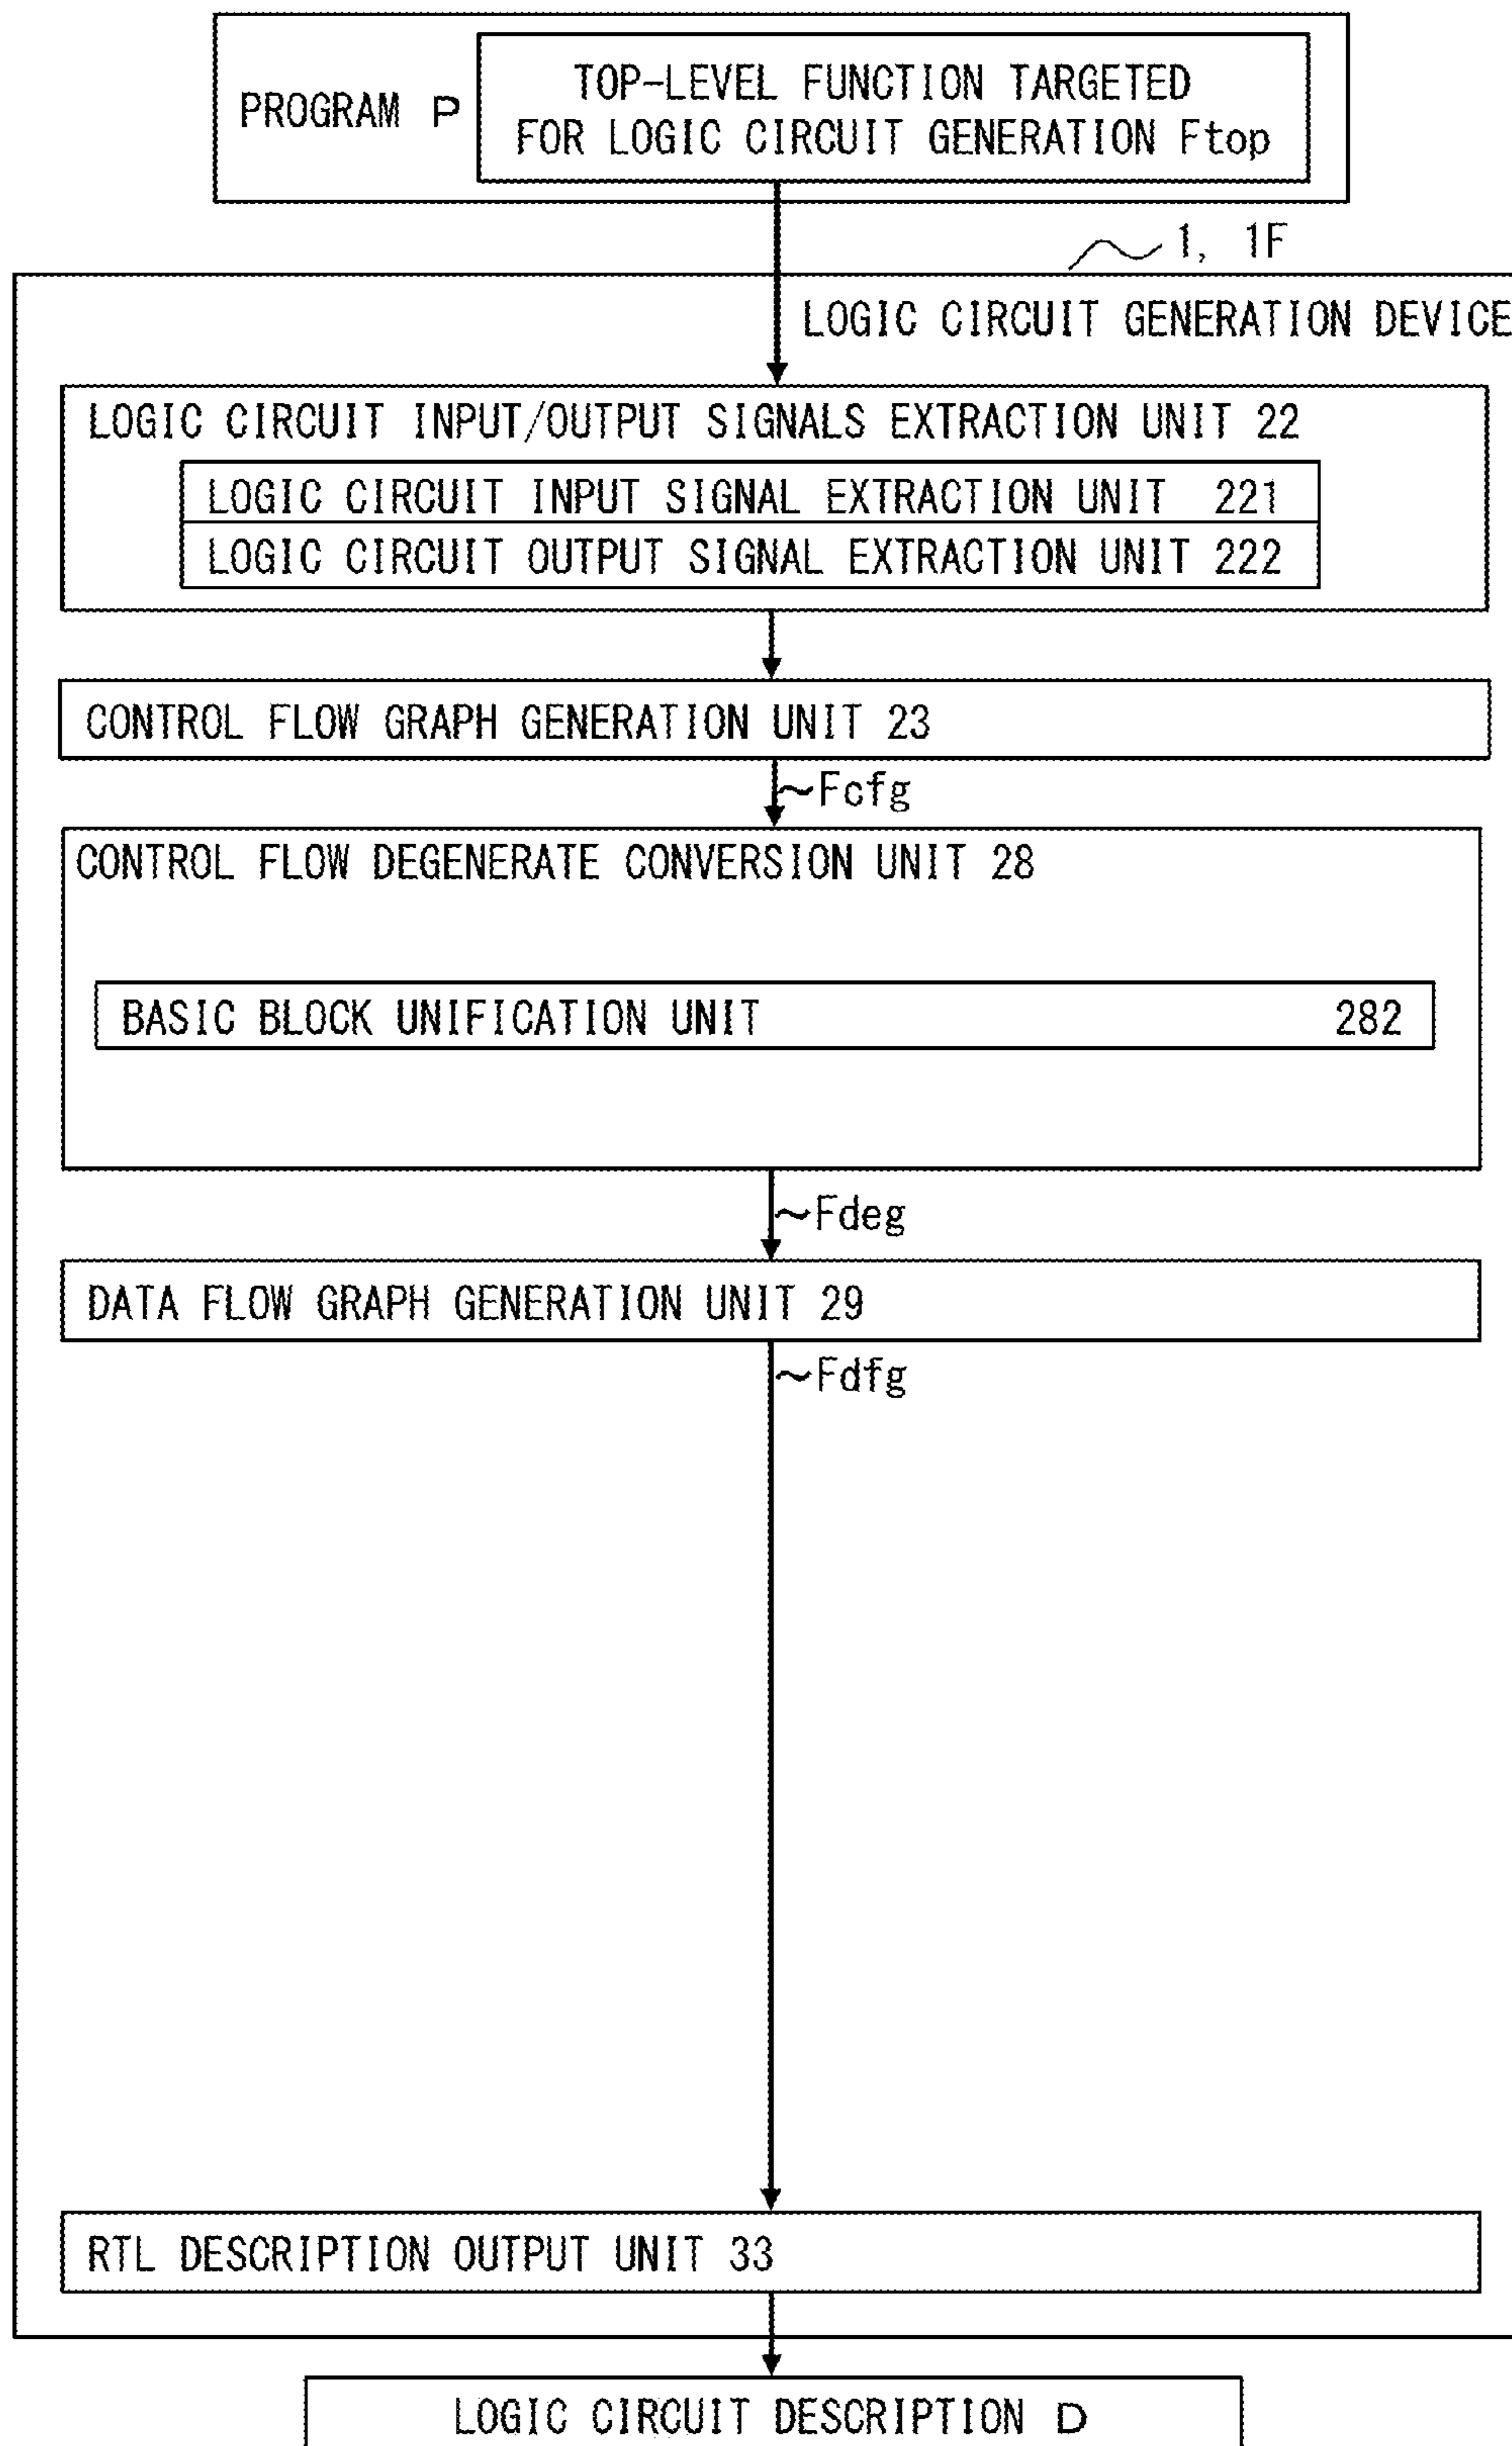 PROGRAM P
TOP-LEVEL FUNCTION TARGETED
FOR LOGIC CIRCUIT GENERATION Ftop
1, 1F
LOGIC CIRCUIT GENERATION DEVICE
LOGIC CIRCUIT INPUT/OUTPUT SIGNALS EXTRACTION UNIT 22
LOGIC CIRCUIT INPUT SIGNAL EXTRACTION UNIT 221
LOGIC CIRCUIT OUTPUT SIGNAL EXTRACTION UNIT 222
CONTROL FLOW GRAPH GENERATION UNIT 23
Fcfg
CONTROL FLOW DEGENERATE CONVERSION UNIT 28
BASIC BLOCK UNIFICATION UNIT 282
Fdeg
DATA FLOW GRAPH GENERATION UNIT 29
Fdfg
RTL DESCRIPTION OUTPUT UNIT 33
LOGIC CIRCUIT DESCRIPTION D